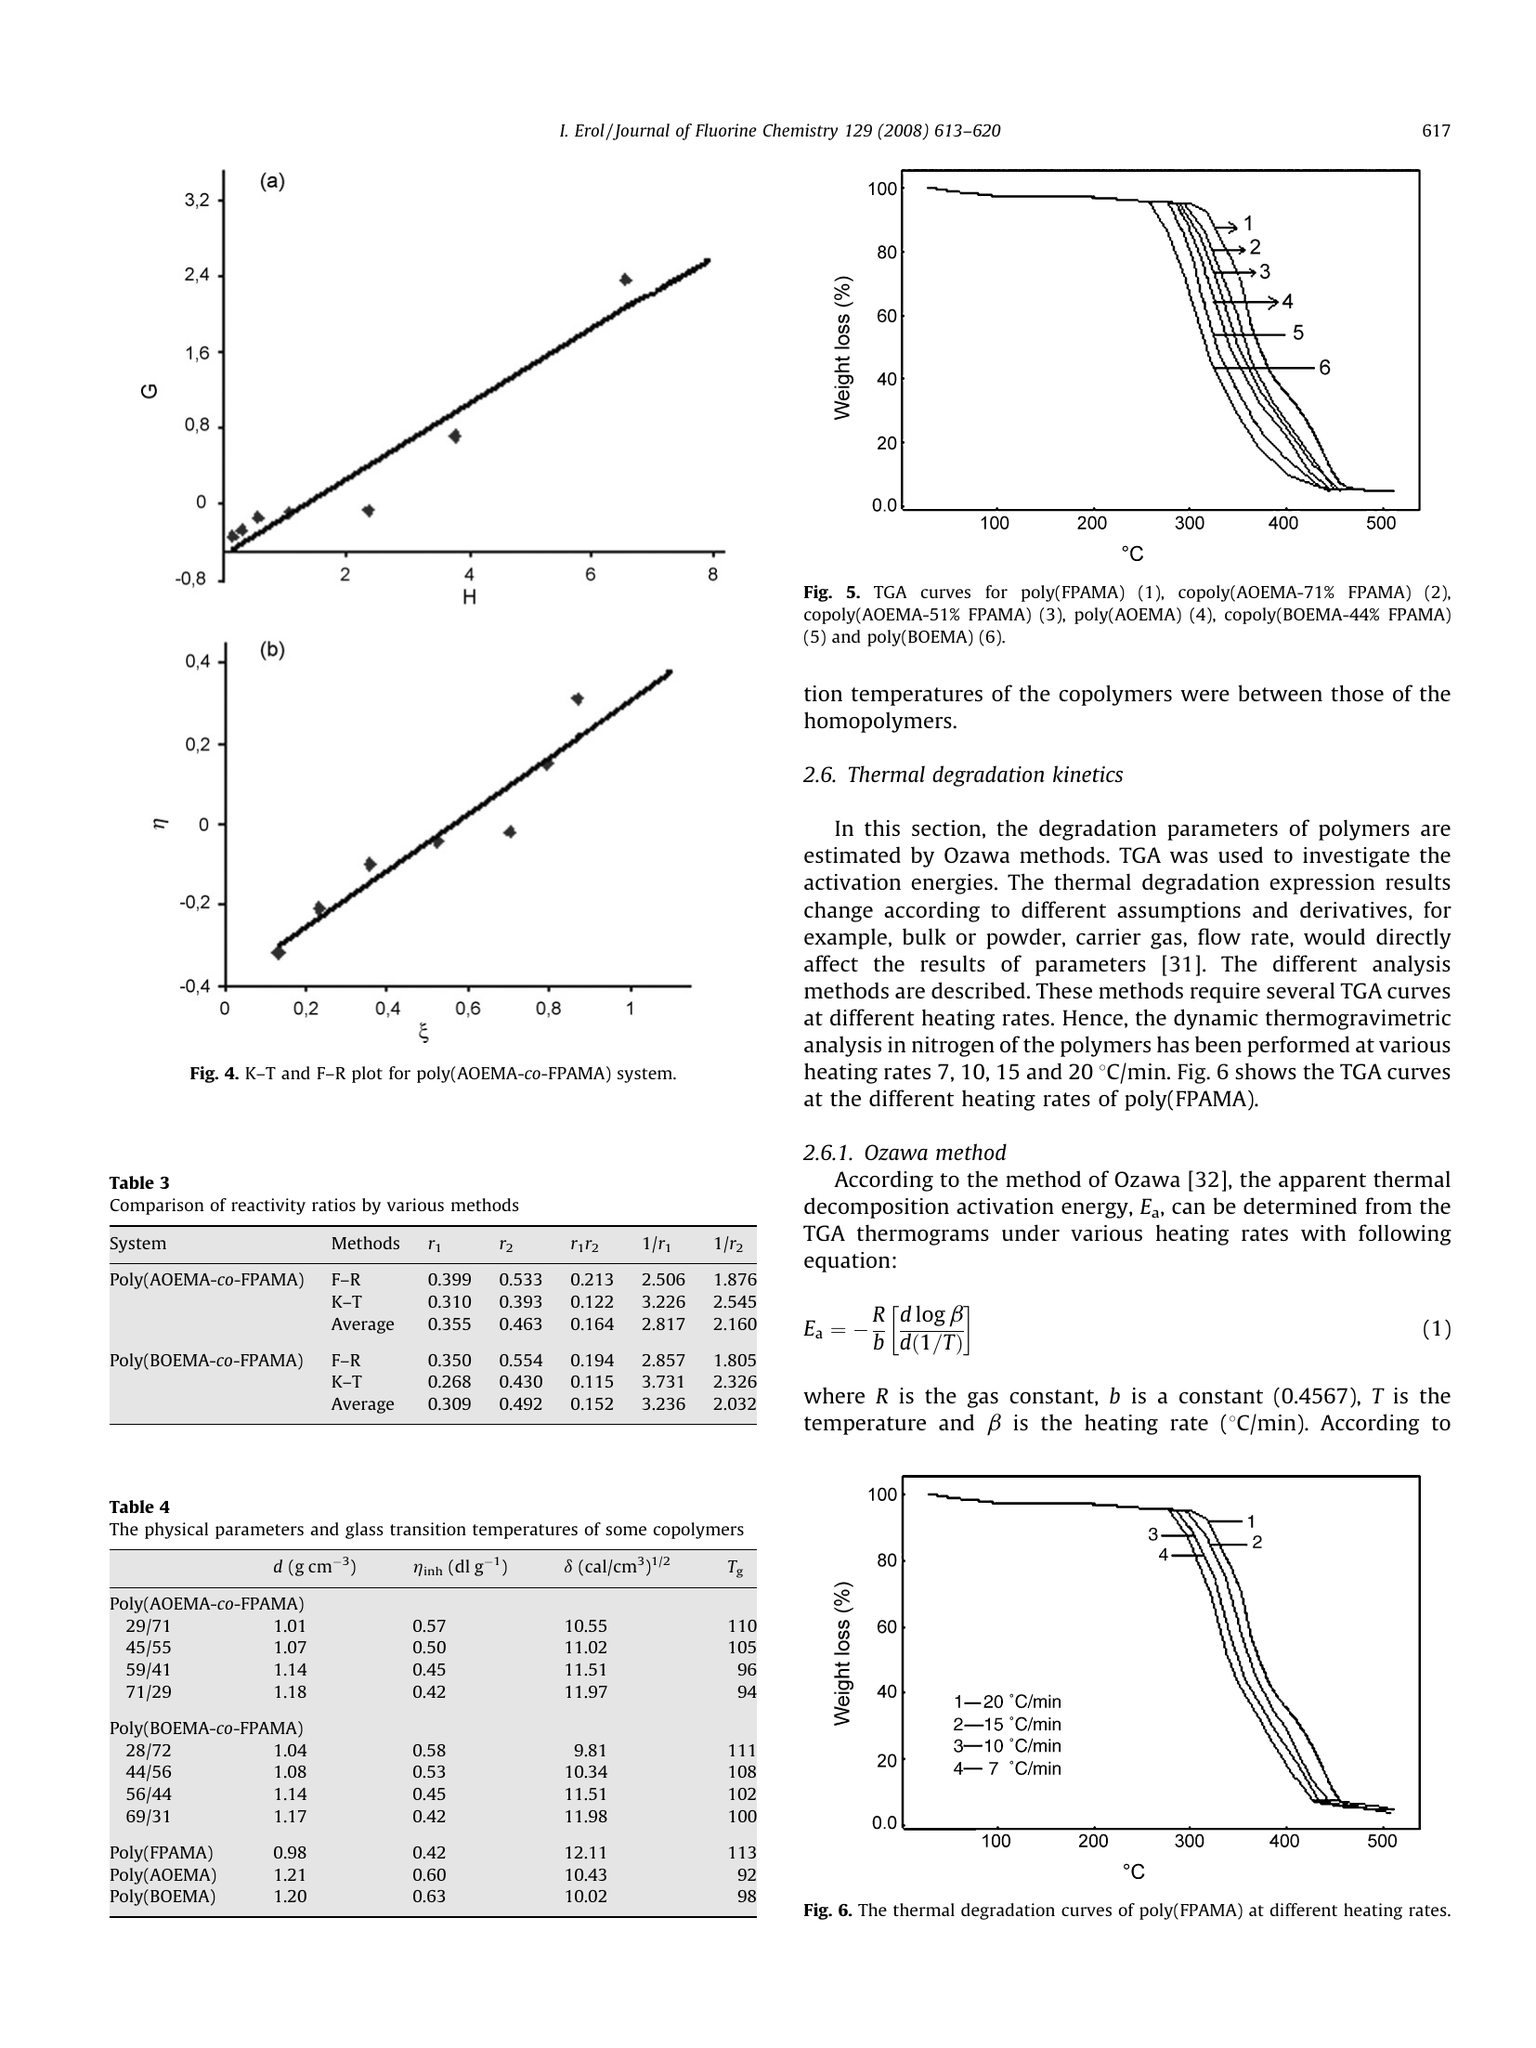 I. Erol / Journal of Fluorine Chemistry 129 (2008) 613–620
617
(a)
3,2
2,4
1,6
0,8
0
-0,8
G
2
4
6
8
H
(b)
0,4
0,2
0
-0,2
-0,4
η
0
0,2
0,4
0,6
0,8
1
ξ
Fig. 4. K–T and F–R plot for poly(AOEMA-co-FPAMA) system.
Table 3
Comparison of reactivity ratios by various methods
System Methods r1 r2 r1r2 1/r1 1/r2
Poly(AOEMA-co-FPAMA) F–R 0.399 0.533 0.213 2.506 1.876
K–T 0.310 0.393 0.122 3.226 2.545
Average 0.355 0.463 0.164 2.817 2.160
Poly(BOEMA-co-FPAMA) F–R 0.350 0.554 0.194 2.857 1.805
K–T 0.268 0.430 0.115 3.731 2.326
Average 0.309 0.492 0.152 3.236 2.032
Table 4
The physical parameters and glass transition temperatures of some copolymers
d (g cm−3) ηinh (dl g−1) δ (cal/cm3)1/2 Tg
Poly(AOEMA-co-FPAMA)
29/71 1.01 0.57 10.55 110
45/55 1.07 0.50 11.02 105
59/41 1.14 0.45 11.51 96
71/29 1.18 0.42 11.97 94
Poly(BOEMA-co-FPAMA)
28/72 1.04 0.58 9.81 111
44/56 1.08 0.53 10.34 108
56/44 1.14 0.45 11.51 102
69/31 1.17 0.42 11.98 100
Poly(FPAMA) 0.98 0.42 12.11 113
Poly(AOEMA) 1.21 0.60 10.43 92
Poly(BOEMA) 1.20 0.63 10.02 98
100
80
60
40
20
0.0
Weight loss (%)
1
2
3
4
5
6
100
200
300
400
500
°C
Fig. 5. TGA curves for poly(FPAMA) (1), copoly(AOEMA-71% FPAMA) (2),
copoly(AOEMA-51% FPAMA) (3), poly(AOEMA) (4), copoly(BOEMA-44% FPAMA)
(5) and poly(BOEMA) (6).
tion temperatures of the copolymers were between those of the
homopolymers.
2.6. Thermal degradation kinetics
In this section, the degradation parameters of polymers are
estimated by Ozawa methods. TGA was used to investigate the
activation energies. The thermal degradation expression results
change according to different assumptions and derivatives, for
example, bulk or powder, carrier gas, flow rate, would directly
affect the results of parameters [31]. The different analysis
methods are described. These methods require several TGA curves
at different heating rates. Hence, the dynamic thermogravimetric
analysis in nitrogen of the polymers has been performed at various
heating rates 7, 10, 15 and 20 °C/min. Fig. 6 shows the TGA curves
at the different heating rates of poly(FPAMA).
2.6.1. Ozawa method
According to the method of Ozawa [32], the apparent thermal
decomposition activation energy, Ea, can be determined from the
TGA thermograms under various heating rates with following
equation:
Ea = −R/b [d log β / d(1/T)] (1)
where R is the gas constant, b is a constant (0.4567), T is the
temperature and β is the heating rate (°C/min). According to
100
80
60
40
20
0.0
Weight loss (%)
1
2
3
4
1—20 °C/min
2—15 °C/min
3—10 °C/min
4— 7 °C/min
100
200
300
400
500
°C
Fig. 6. The thermal degradation curves of poly(FPAMA) at different heating rates.